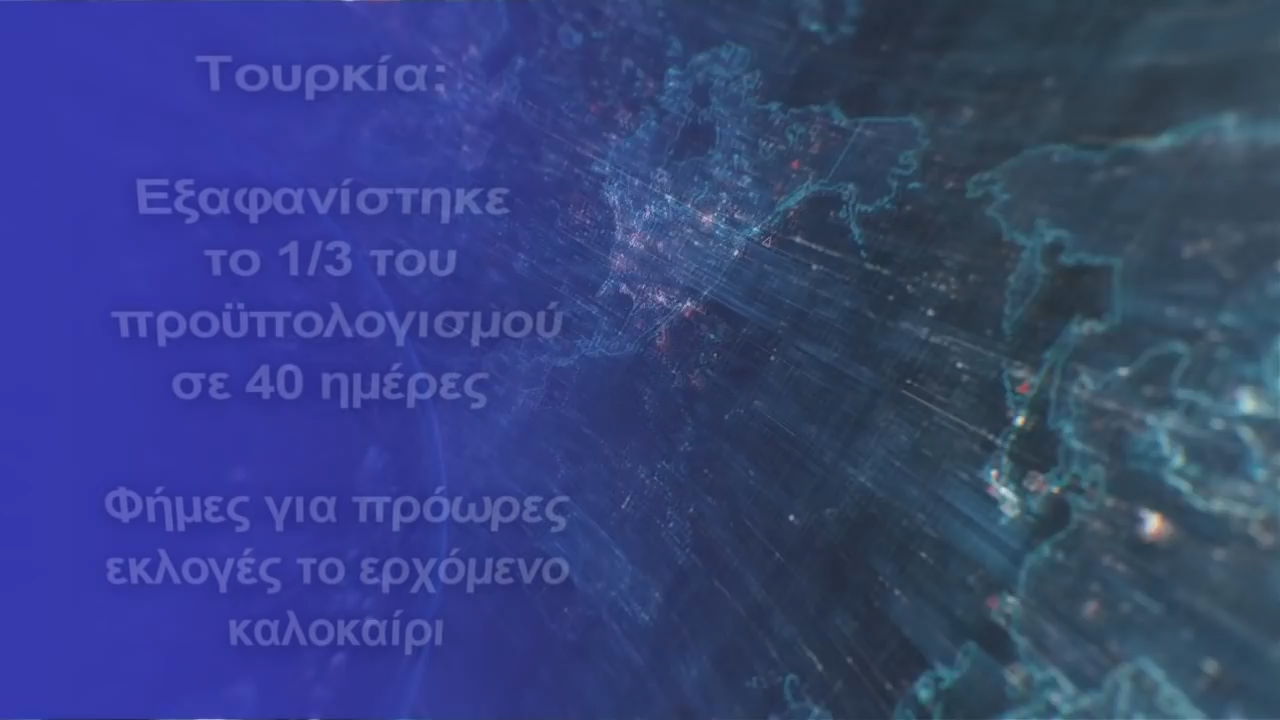 Τουρκία:
Εξαφανίστηκε
το 1/3 του
προϋπολογισμού
σε 40 ημέρες
Φήμες για πρόωρες
εκλογές το ερχόμενο
καλοκαίρι